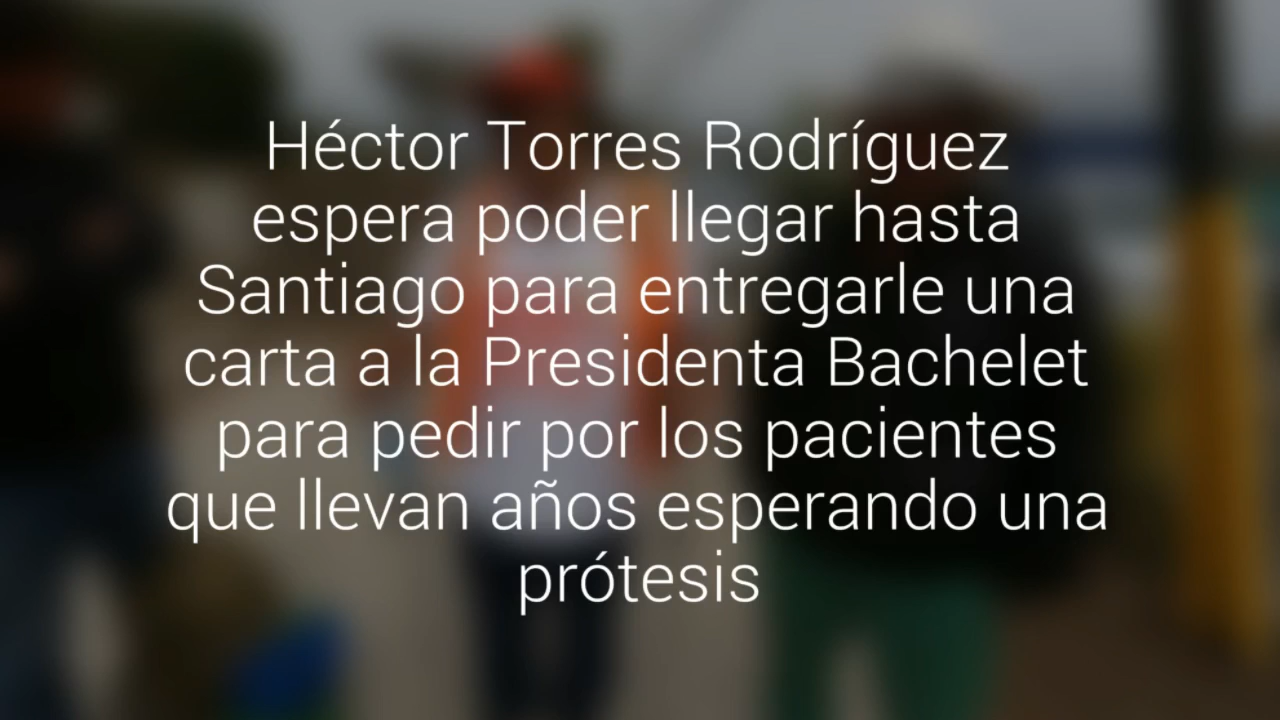 Héctor Torres Rodríguez
espera poder llegar hasta
Santiago para entregarle una
carta a la Presidenta Bachelet
para pedir por los pacientes
que llevan años esperando una
prótesis